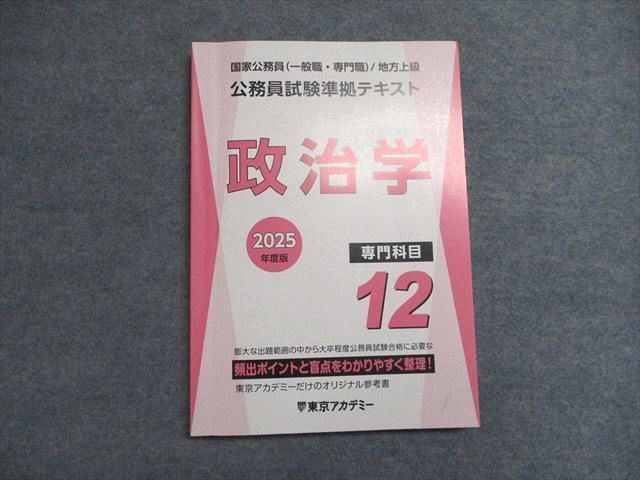 国家公務員(一般職・専門職)/地方上級
公務員試験準拠テキスト
政治学
2025
年度版
専門科目
12
膨大な出題範囲の中から大卒程度公務員試験合格に必要な
頻出ポイントと盲点をわかりやすく整理!
東京アカデミーだけのオリジナル参考書
東京アカデミー